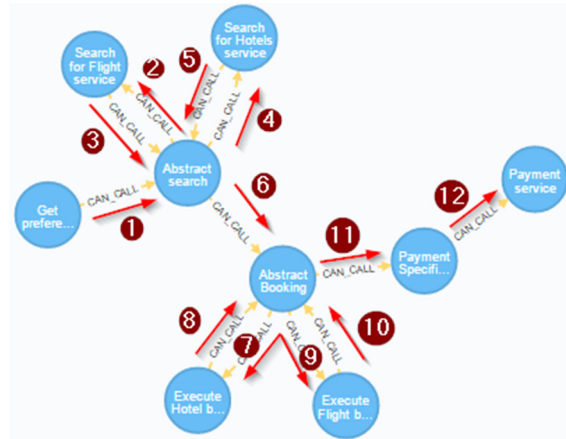 Search
for Flight
service
Search
for Hotels
service
2
5
CAN_CALL
CAN_CALL
CAN_CALL
CAN_CALL
3
4
Abstract
search
CAN_CALL
Get
prefere...
1
6
CAN_CALL
Payment
service
12
CAN_CALL
11
Payment
Specifi...
CAN_CALL
Abstract
Booking
8
CAN_CALL
7
CAN_CALL
9
CAN_CALL
CAN_CALL
10
Execute
Hotel b...
Execute
Flight b...